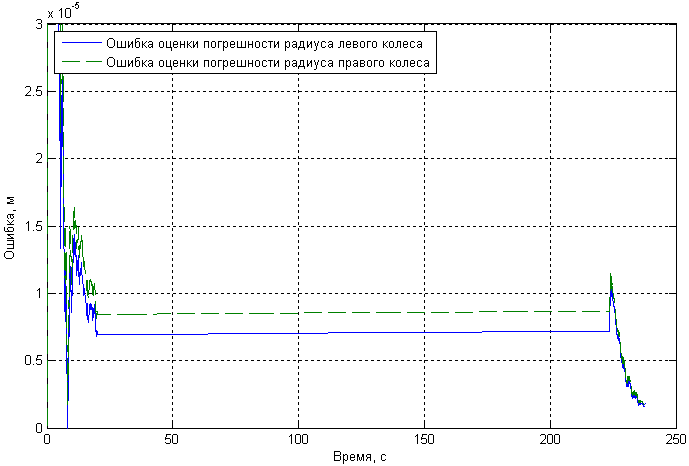 x 10⁻⁵
3
Ошибка оценки погрешности радиуса левого колеса
Ошибка оценки погрешности радиуса правого колеса
2.5
2
1.5
1
0.5
0
Ошибка, м
0 50 100 150 200 250
Время, с